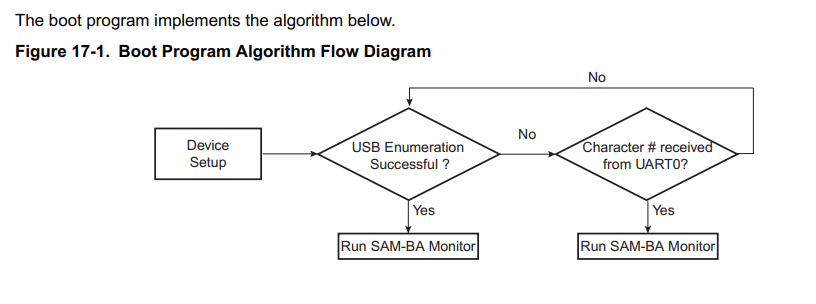 The boot program implements the algorithm below.
Figure 17-1. Boot Program Algorithm Flow Diagram
No
Device
Setup
USB Enumeration
Successful ?
No
Character # received
from UART0?
Yes
Yes
Run SAM-BA Monitor
Run SAM-BA Monitor